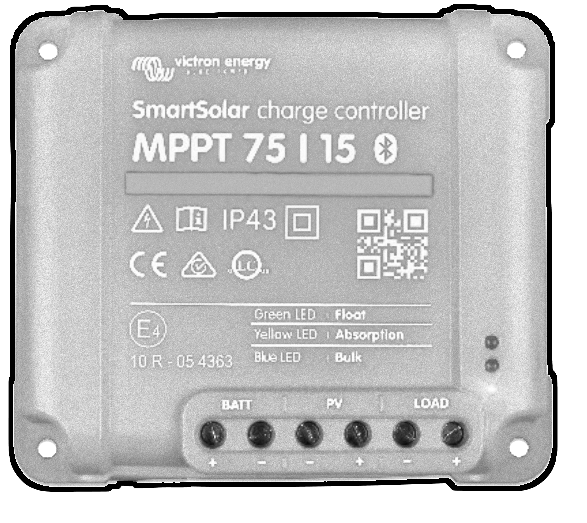 victron energy
SmartSolar charge controller
MPPT 75 | 15
IP43
CE
Green LED | Float
Yellow LED | Absorption
Blue LED | Bulk
E4
10 R - 05 4363
BATT | PV | LOAD
+ - - + - +